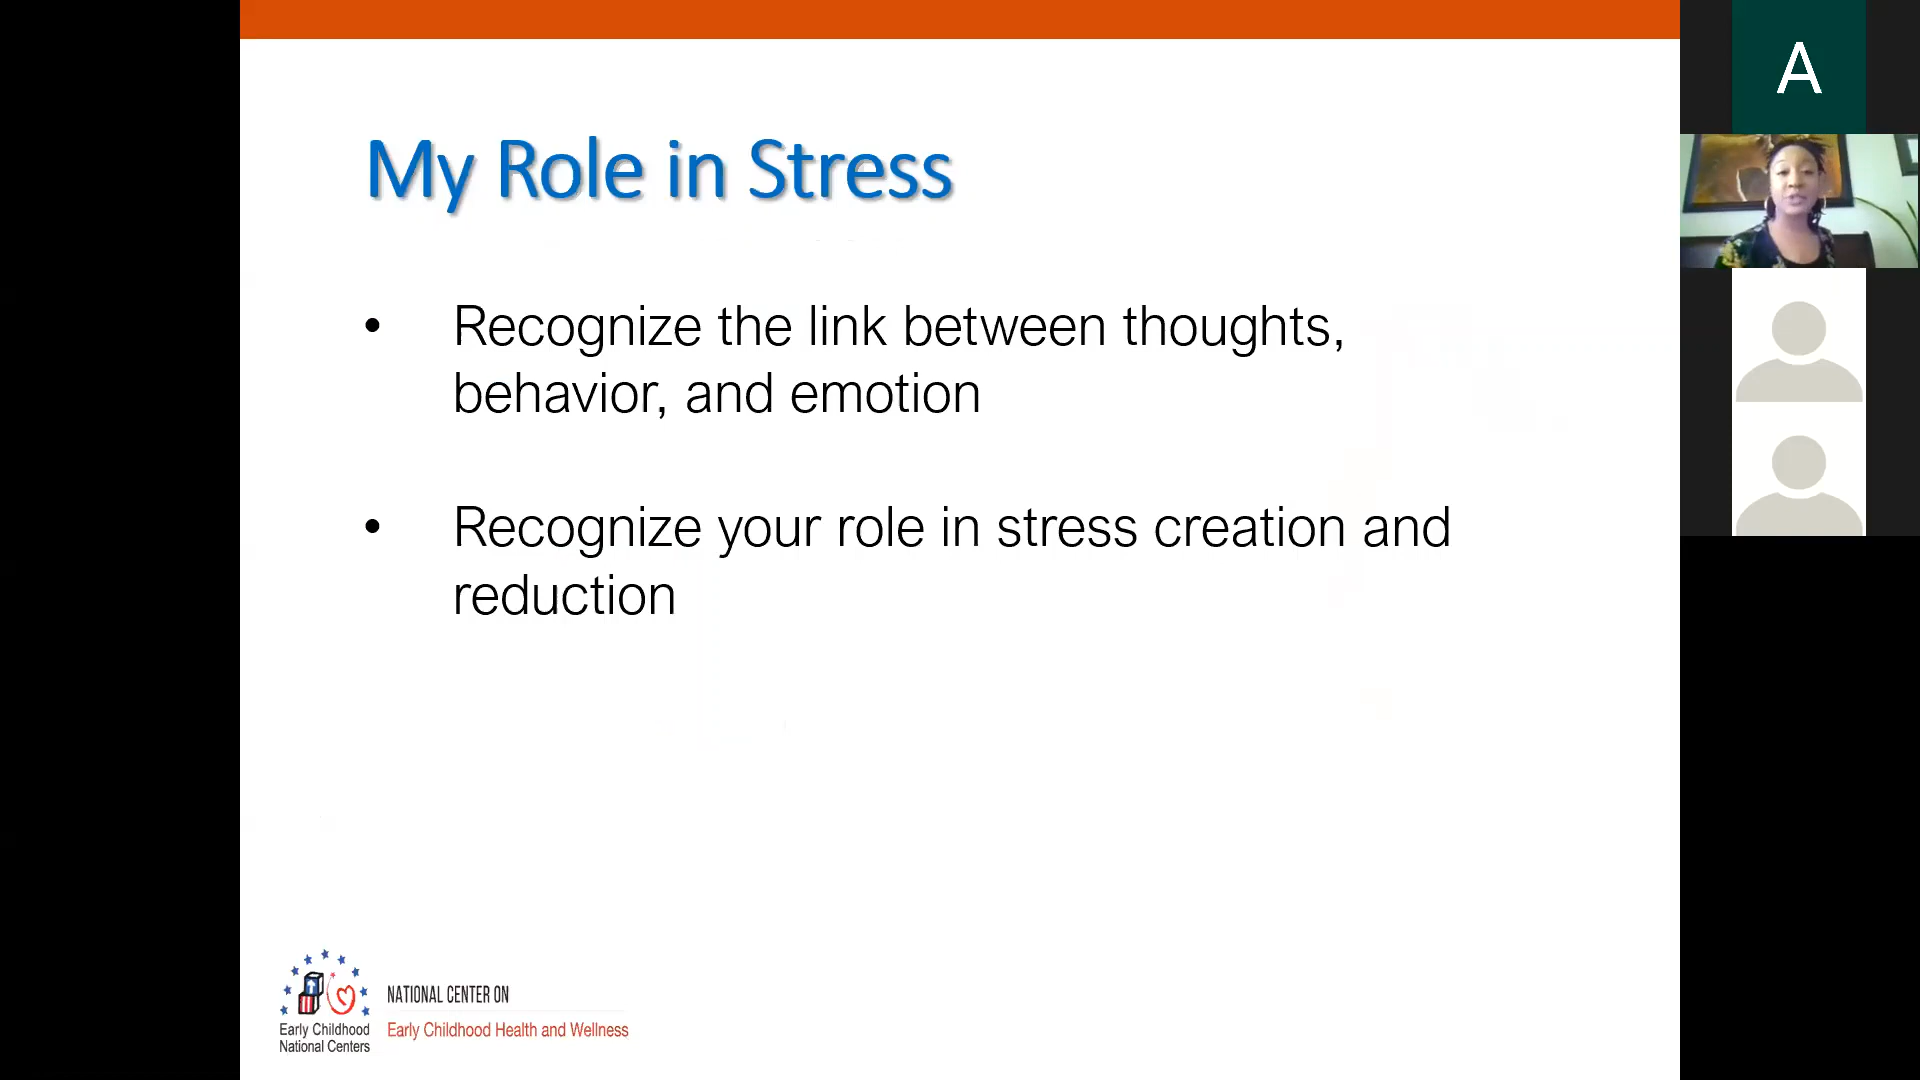 A
My Role in Stress
• Recognize the link between thoughts,
behavior, and emotion
• Recognize your role in stress creation and
reduction
Early Childhood
National Centers
NATIONAL CENTER ON
Early Childhood Health and Wellness